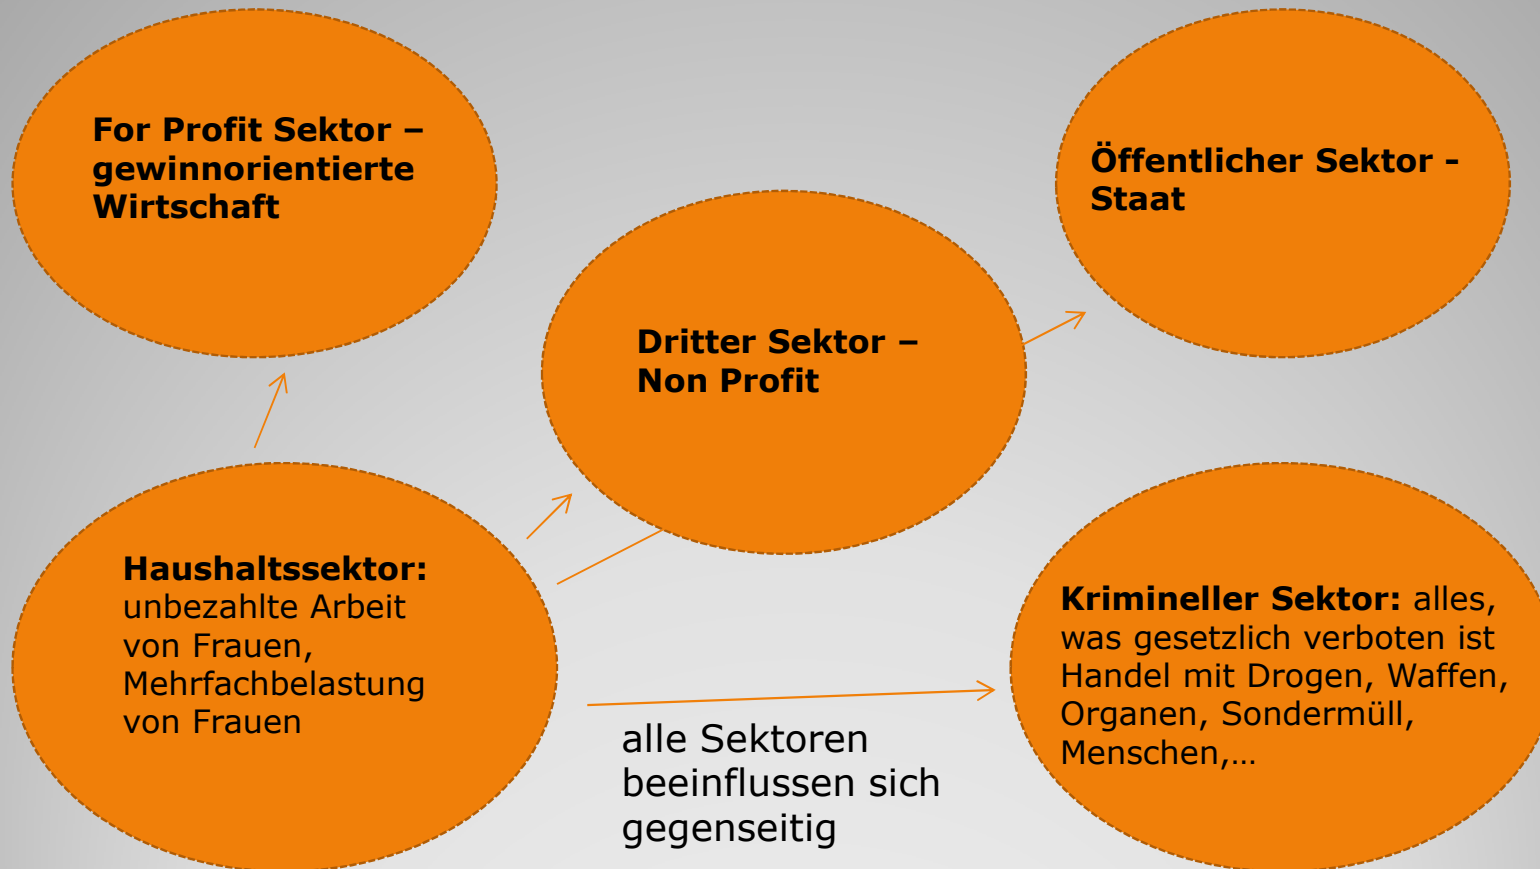 For Profit Sektor –
gewinnorientierte
Wirtschaft
Öffentlicher Sektor -
Staat
Dritter Sektor –
Non Profit
Haushaltssektor:
unbezahlte Arbeit
von Frauen,
Mehrfachbelastung
von Frauen
Krimineller Sektor: alles,
was gesetzlich verboten ist
Handel mit Drogen, Waffen,
Organen, Sondermüll,
Menschen,…
alle Sektoren
beeinflussen sich
gegenseitig